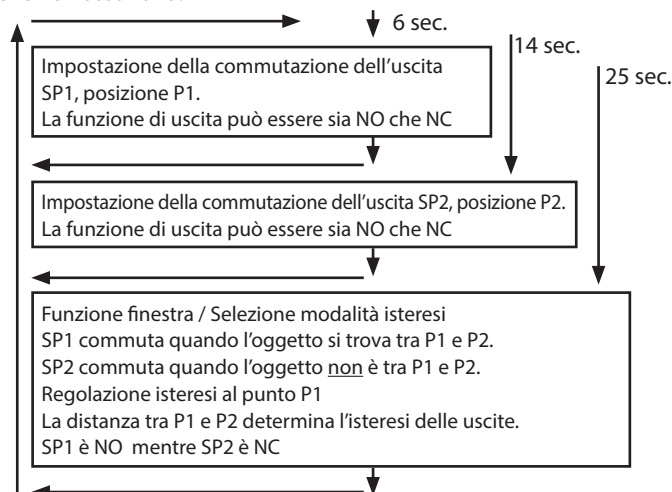 6 sec.
14 sec.
25 sec.
Impostazione della commutazione dell'uscita
SP1, posizione P1.
La funzione di uscita può essere sia NO che NC
Impostazione della commutazione dell'uscita SP2, posizione P2.
La funzione di uscita può essere sia NO che NC
Funzione finestra / Selezione modalità isteresi
SP1 commuta quando l'oggetto si trova tra P1 e P2.
SP2 commuta quando l'oggetto non è tra P1 e P2.
Regolazione isteresi al punto P1
La distanza tra P1 e P2 determina l'isteresi delle uscite.
SP1 è NO mentre SP2 è NC